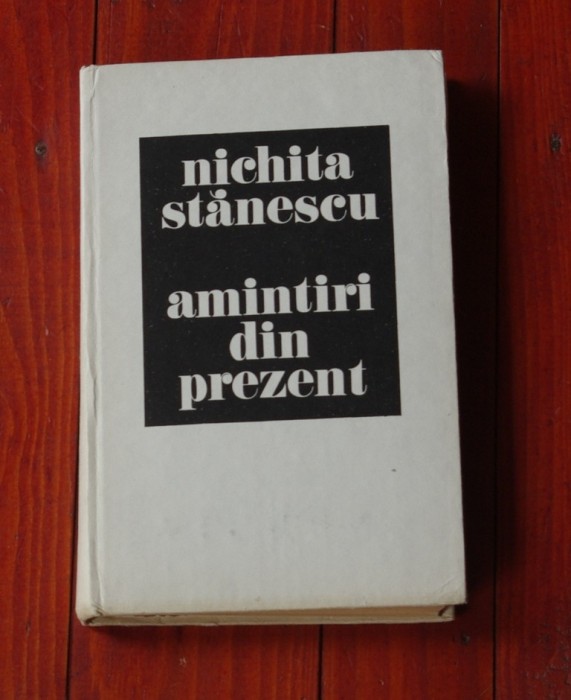 nichita
stănescu
amintiri
din
prezent